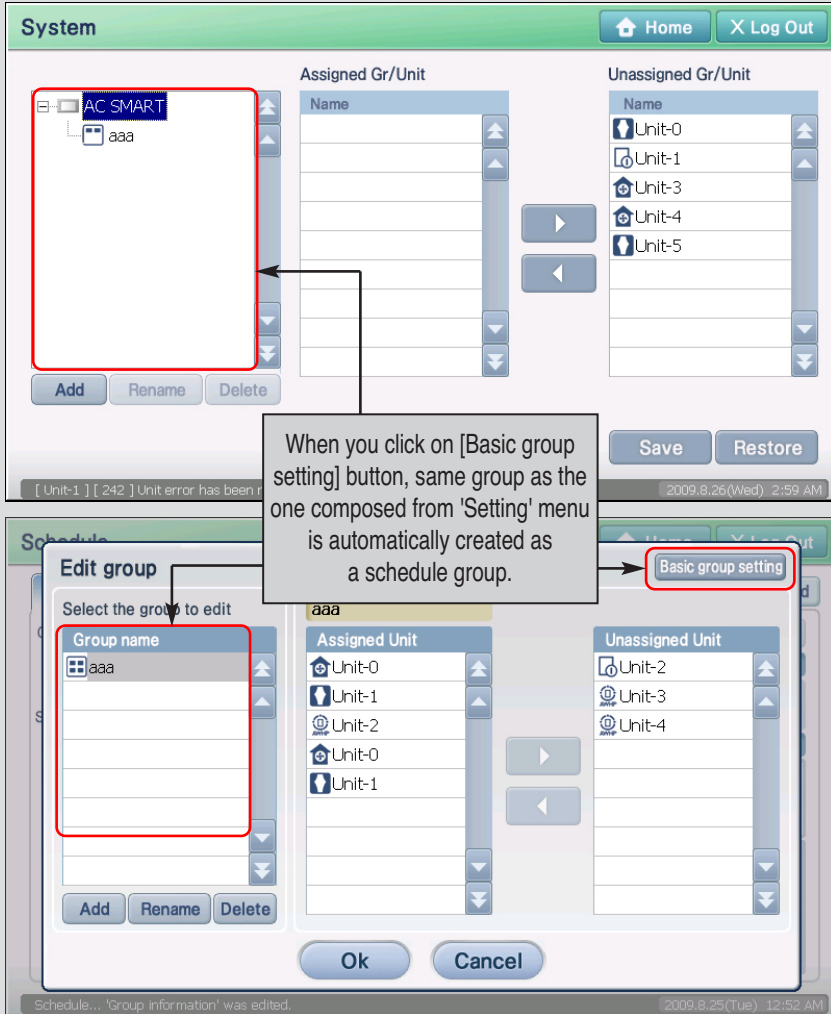 System
Home
X Log Out
Assigned Gr/Unit
Unassigned Gr/Unit
AC SMART
aaa
Name
Name
Unit-0
Unit-1
Unit-3
Unit-4
Unit-5
Add
Rename
Delete
Save
Restore
When you click on [Basic group
setting] button, same group as the
one composed from 'Setting' menu
is automatically created as
a schedule group.
[ Unit-1 ] [ 242 ] Unit error has been
2009.8.26(Wed) 2:59 AM
Edit group
Basic group setting
Select the group to edit
aaa
Group name
aaa
Assigned Unit
Unit-0
Unit-1
Unit-2
Unit-0
Unit-1
Unassigned Unit
Unit-2
Unit-3
Unit-4
Add
Rename
Delete
Ok
Cancel
Schedule... 'Group information' was edited.
2009.8.25(Tue) 12:52 AM